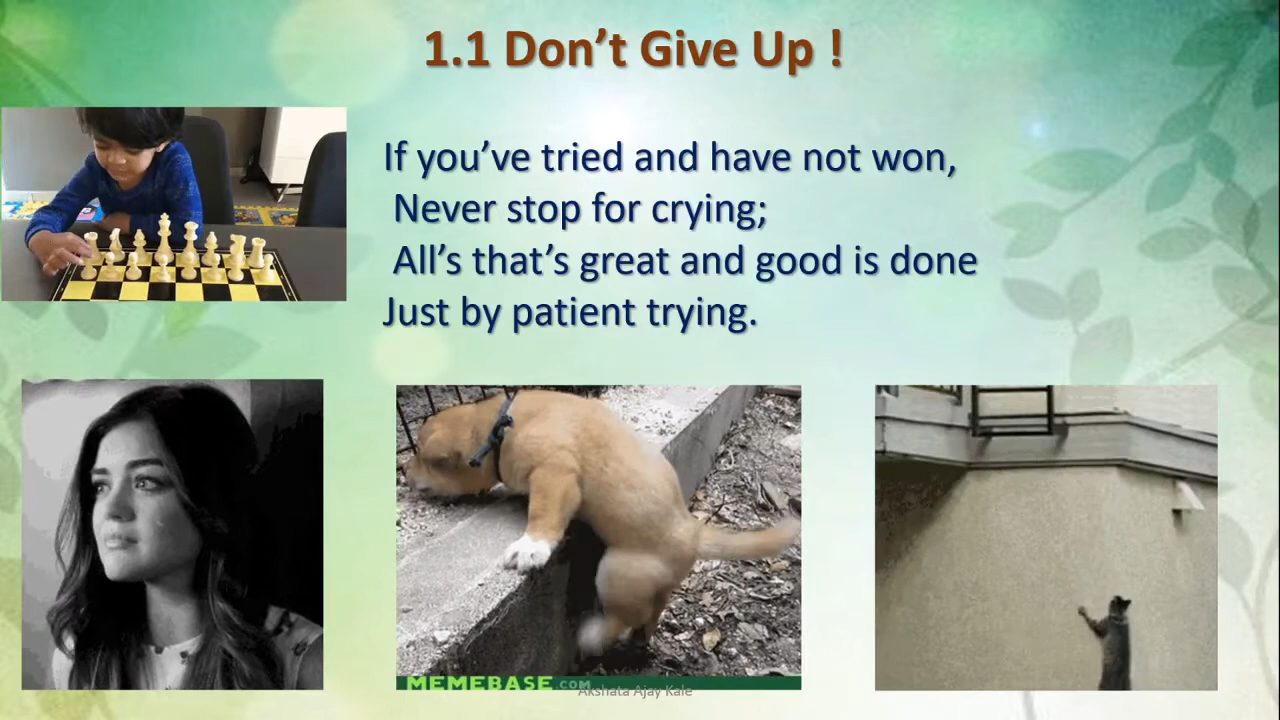 1.1 Don’t Give Up !
If you’ve tried and have not won,
Never stop for crying;
All’s that’s great and good is done
Just by patient trying.
MEMEBASE.COM
Akshata Ajay Kale